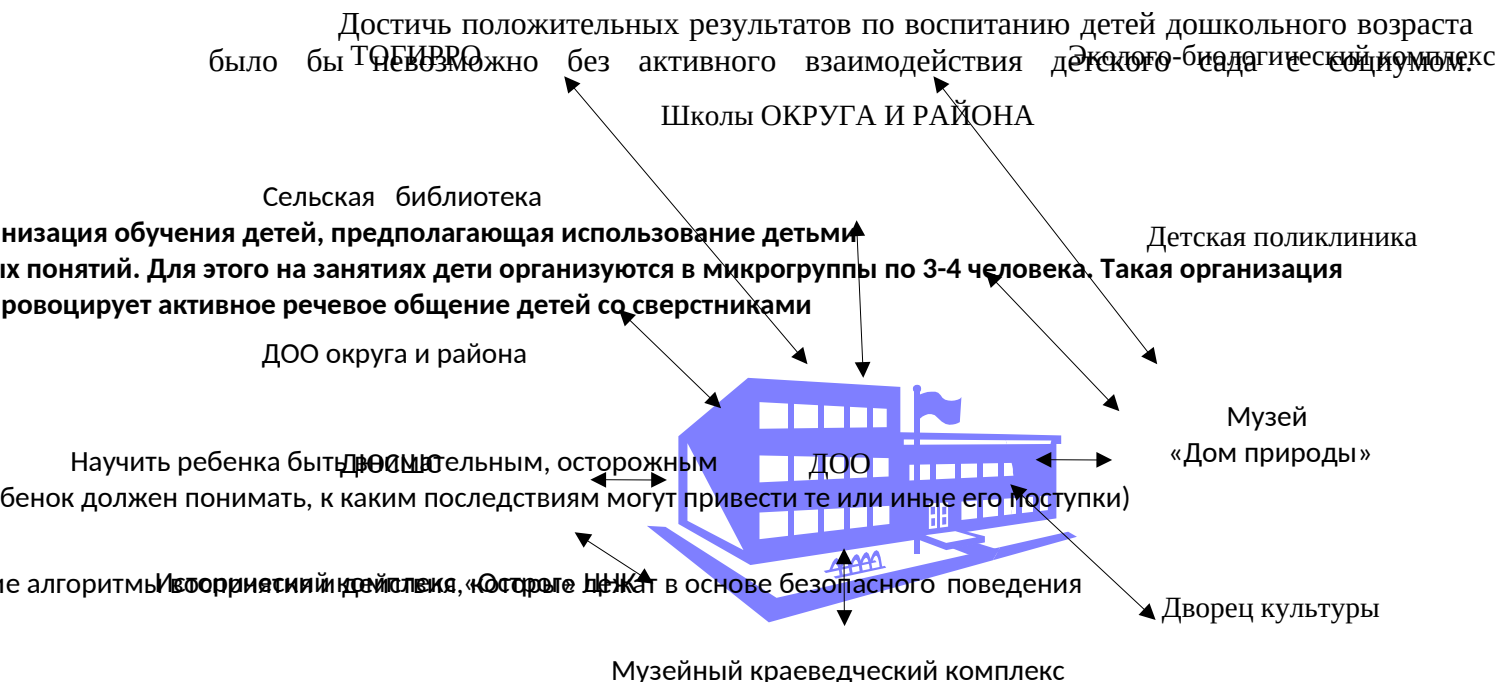 Достичь положительных результатов по воспитанию детей дошкольного возраста
было бы невозможно без активного взаимодействия детского сада с социумом.
ТОГИРРО
Эколого-биологический комплекс
Школы ОКРУГА И РАЙОНА
Сельская библиотека
низация обучения детей, предполагающая использование детьми
Детская поликлиника
ых понятий. Для этого на занятиях дети организуются в микрогруппы по 3-4 человека. Такая организация
ровоцирует активное речевое общение детей со сверстниками
ДОО округа и района
Музей
«Дом природы»
Научить ребенка быть внимательным, осторожным
ДЮСШС
ДОО
бенок должен понимать, к каким последствиям могут привести те или иные его поступки)
ие алгоритмы восприятия и действия, которые лежат в основе безопасного поведения
Исторический комплекс «Острог» ЦНК
Дворец культуры
Музейный краеведческий комплекс